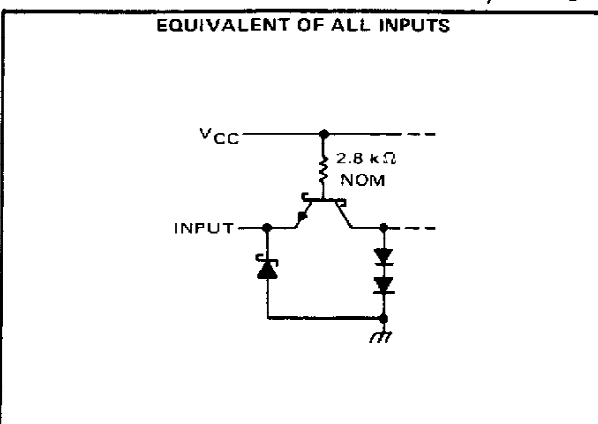 EQUIVALENT OF ALL INPUTS
VCC
2.8 kΩ
NOM
INPUT